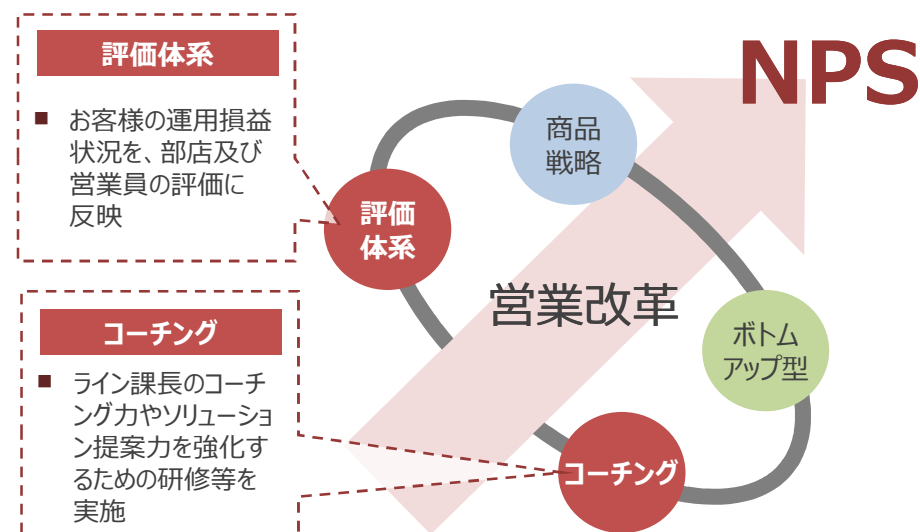 評価体系
■ お客様の運用損益
状況を、部店及び
営業員の評価に
反映
コーチング
■ ライン課長のコーチ
ング力やソリューショ
ン提案力を強化す
るための研修等を
実施
NPS
商品
戦略
評価
体系
営業改革
ボトム
アップ型
コーチング